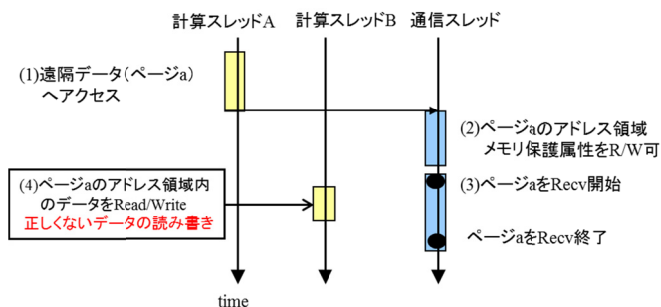 計算スレッドA 計算スレッドB 通信スレッド
(1)遠隔データ(ページa)
へアクセス
(2)ページaのアドレス領域
メモリ保護属性をR/W可
(3)ページaをRecv開始
(4)ページaのアドレス領域内
のデータをRead/Write
正しくないデータの読み書き
ページaをRecv終了
time